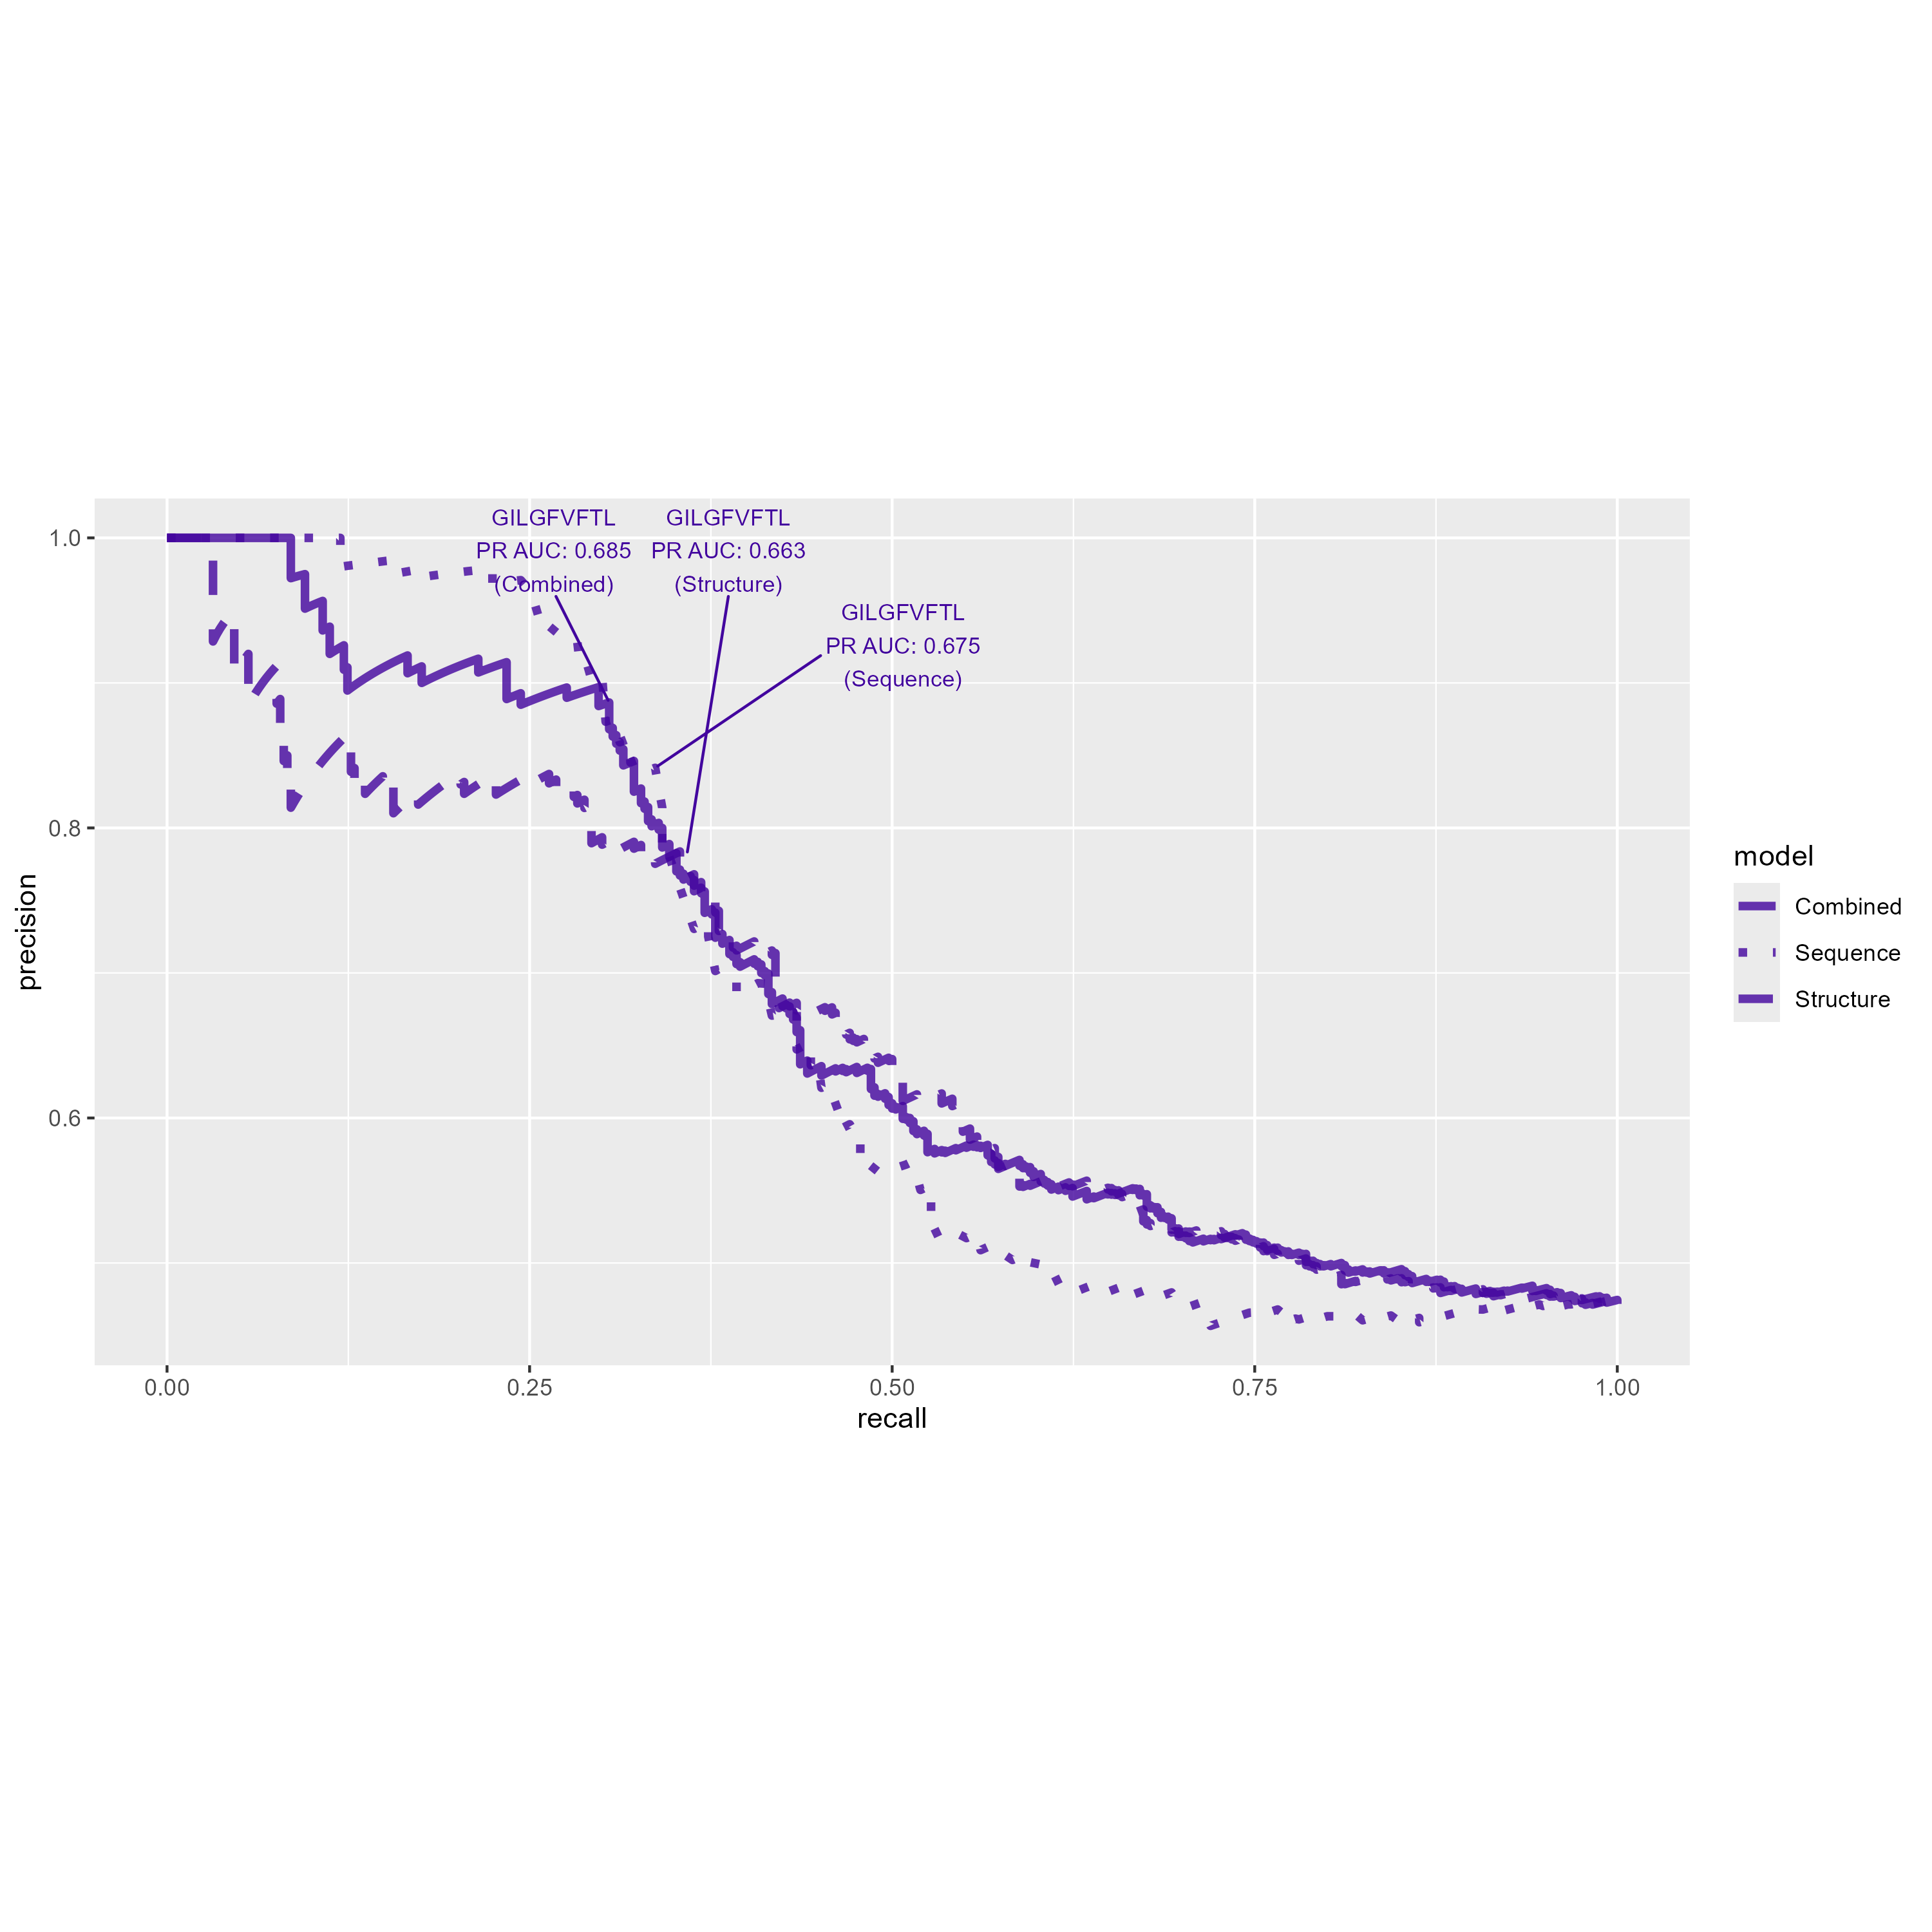 GILGFVFTL
PR AUC: 0.685
(Combined)
GILGFVFTL
PR AUC: 0.663
(Structure)
GILGFVFTL
PR AUC: 0.675
(Sequence)
1.0
0.8
0.6
precision
0.00
0.25
0.50
0.75
1.00
recall
model
Combined
Sequence
Structure